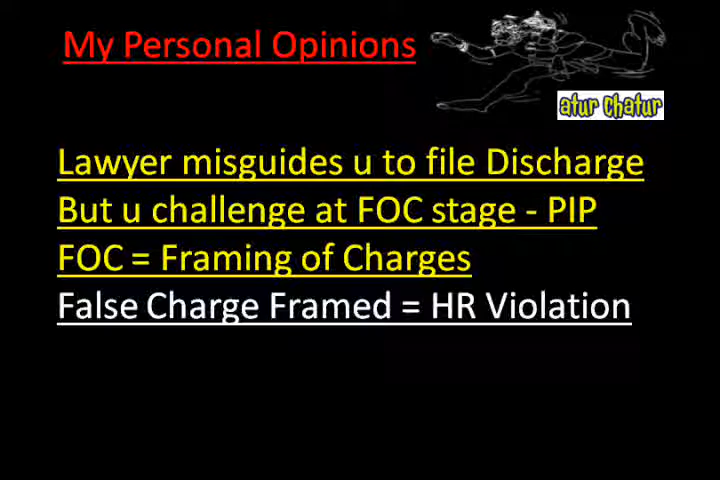 My Personal Opinions
atur chatur
Lawyer misguides u to file Discharge
But u challenge at FOC stage - PIP
FOC = Framing of Charges
False Charge Framed = HR Violation